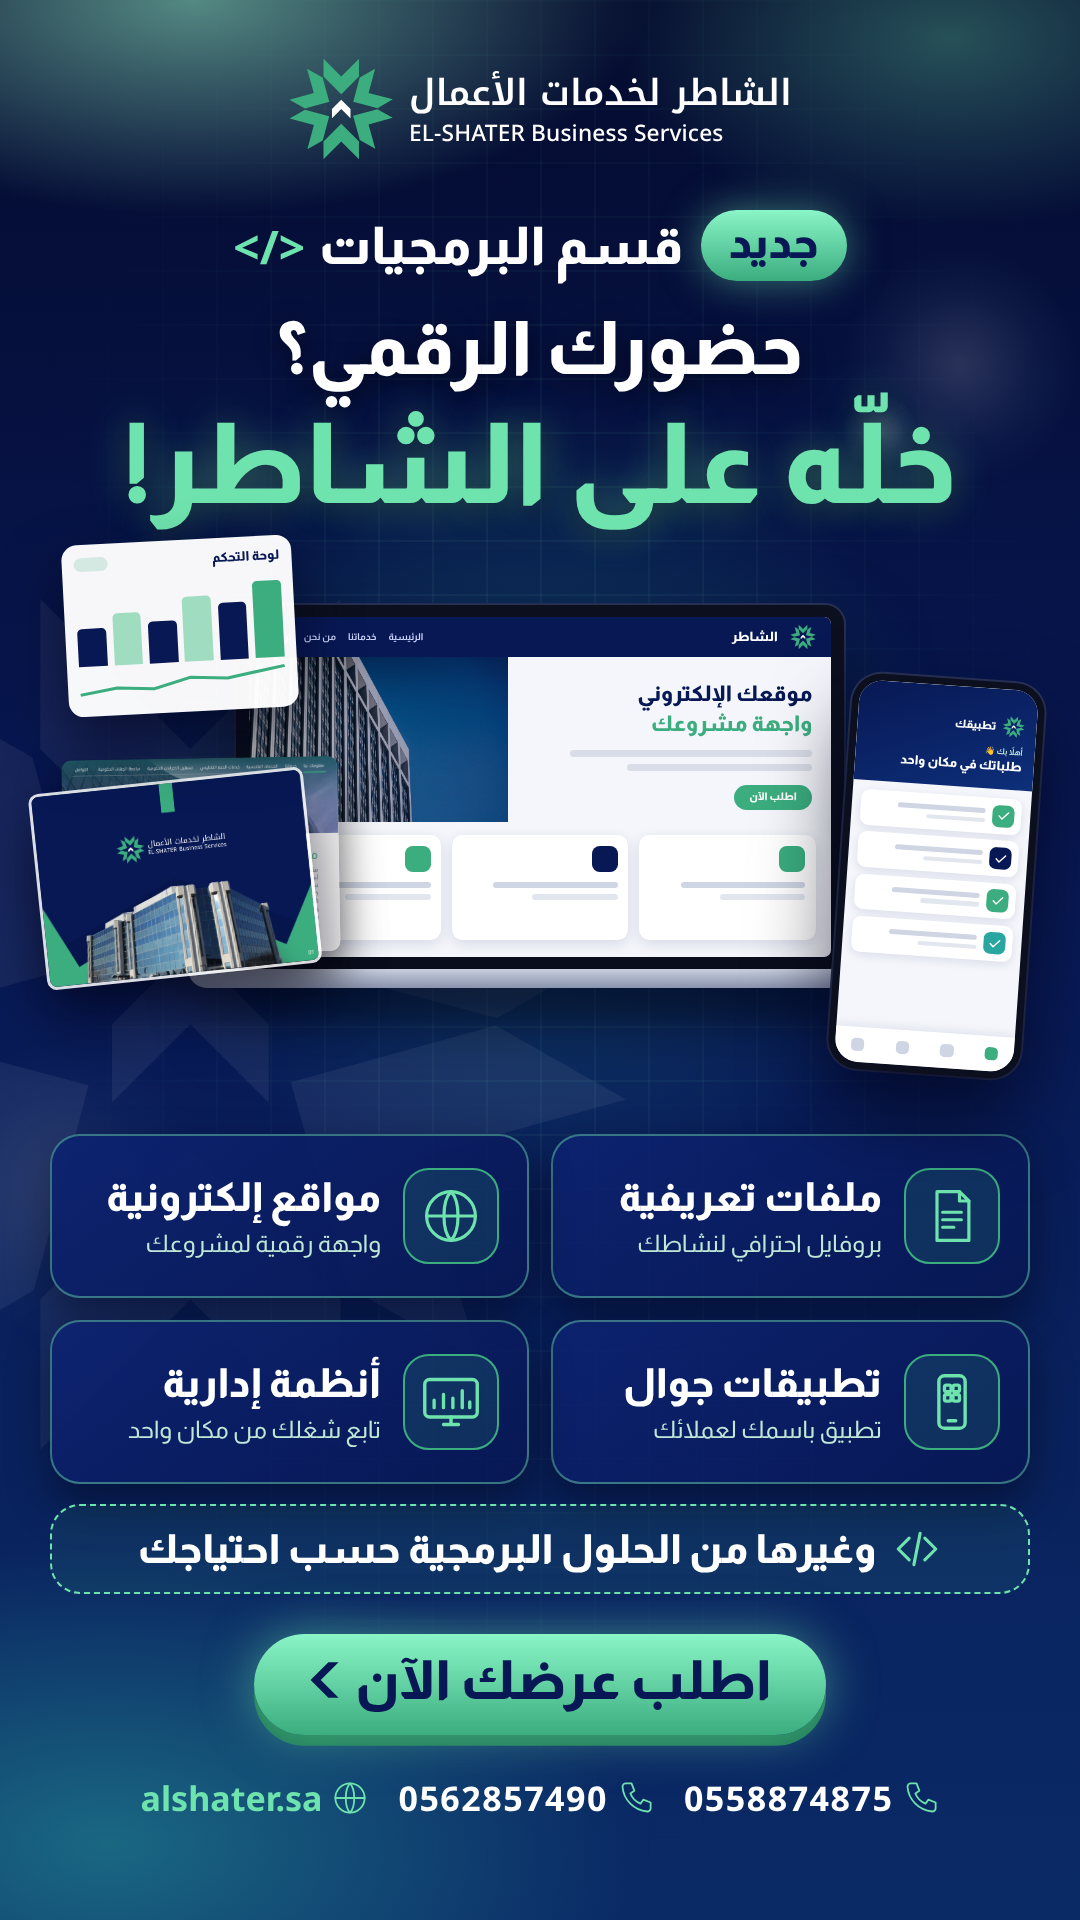 الشاطر لخدمات الأعمال
EL-SHATER Business Services
جديد
قسم البرمجيات </>
حضورك الرقمي؟
خلّه على الشاطر!
لوحة التحكم
الشاطر
الرئيسية
خدماتنا
من نحن
موقعك الإلكتروني
واجهة مشروعك
اطلب الآن
تطبيقك
أهلًا بك 👋
طلباتك في مكان واحد
الشاطر لخدمات الأعمال
EL-SHATER Business Services
ملفات تعريفية
بروفايل احترافي لنشاطك
مواقع إلكترونية
واجهة رقمية لمشروعك
تطبيقات جوال
تطبيق باسمك لعملائك
أنظمة إدارية
تابع شغلك من مكان واحد
وغيرها من الحلول البرمجية حسب احتياجك
اطلب عرضك الآن
0558874875
0562857490
alshater.sa